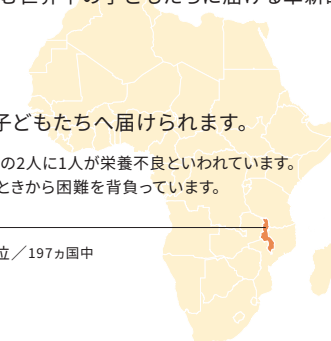 む世界中の子どもたちに届ける革新的
子どもたちへ届けられます。
の2人に1人が栄養不良といわれています。
ときから困難を背負っています。
位／197ヵ国中